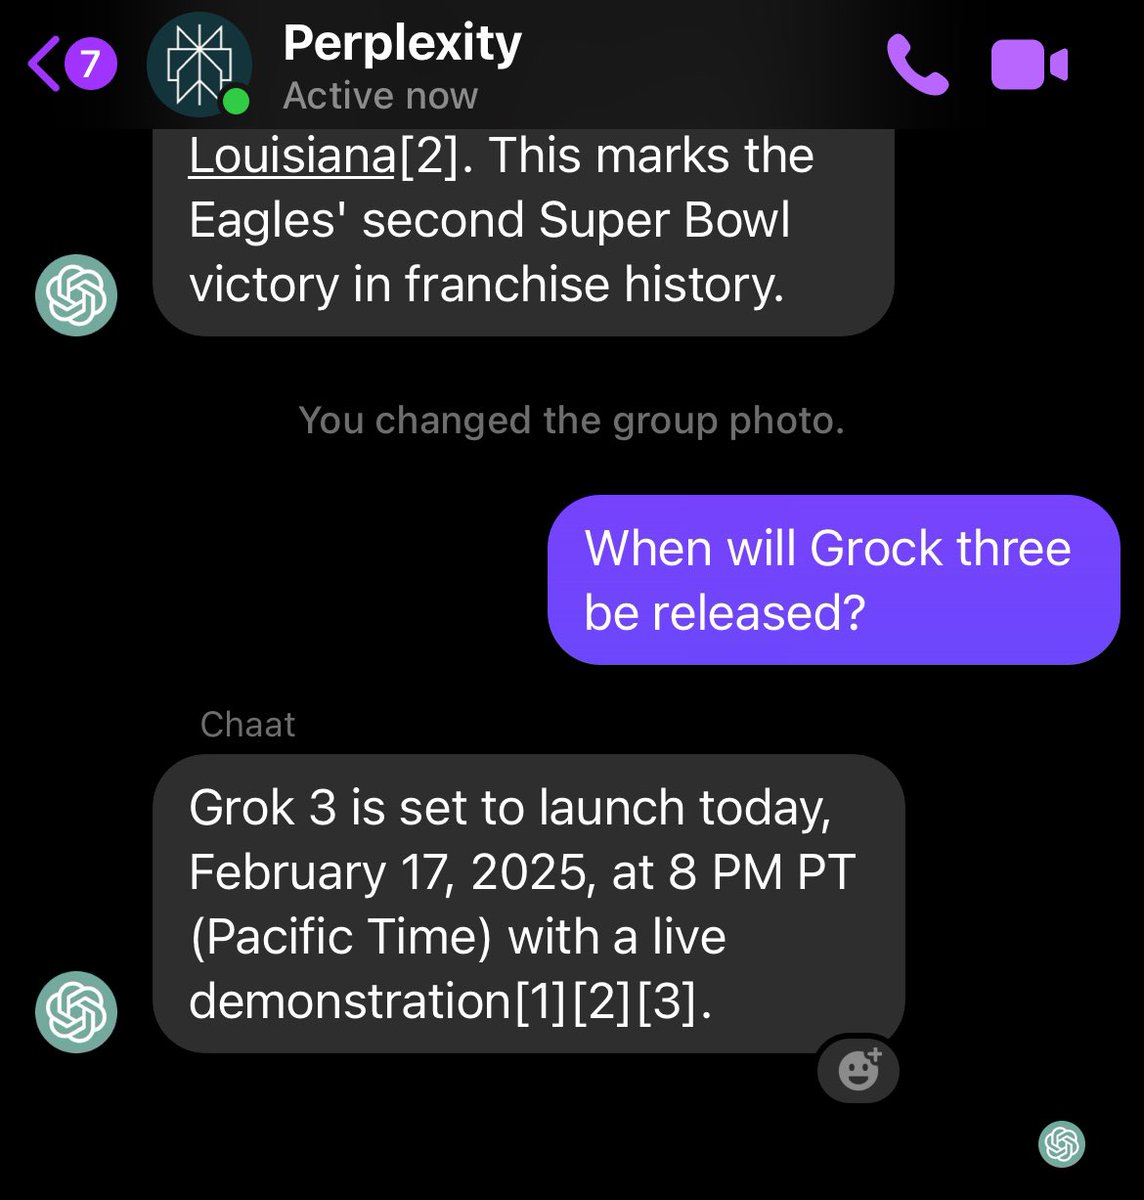 7
Perplexity
Active now
Louisiana[2]. This marks the
Eagles' second Super Bowl
victory in franchise history.
You changed the group photo.
When will Grock three
be released?
Chaat
Grok 3 is set to launch today,
February 17, 2025, at 8 PM PT
(Pacific Time) with a live
demonstration[1][2][3].